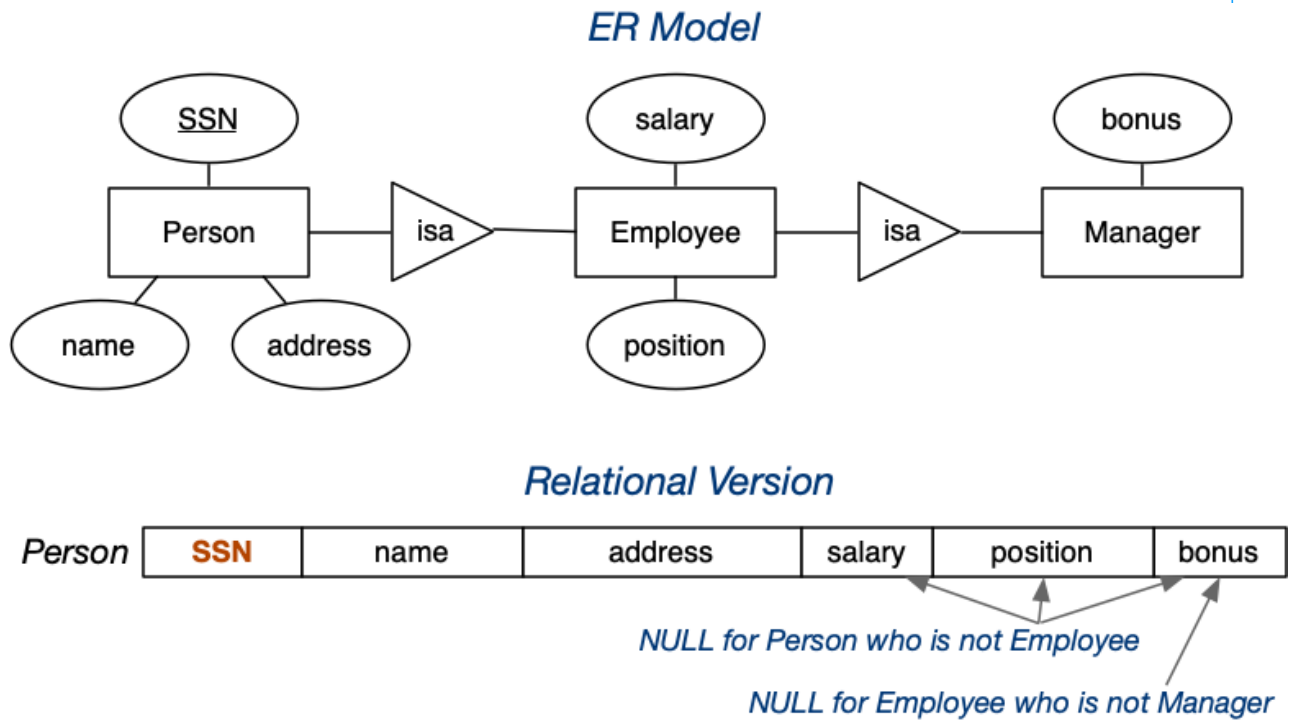 ER Model
SSN
salary
bonus
Person
isa
Employee
isa
Manager
name
address
position
Relational Version
Person SSN name address salary position bonus
NULL for Person who is not Employee
NULL for Employee who is not Manager